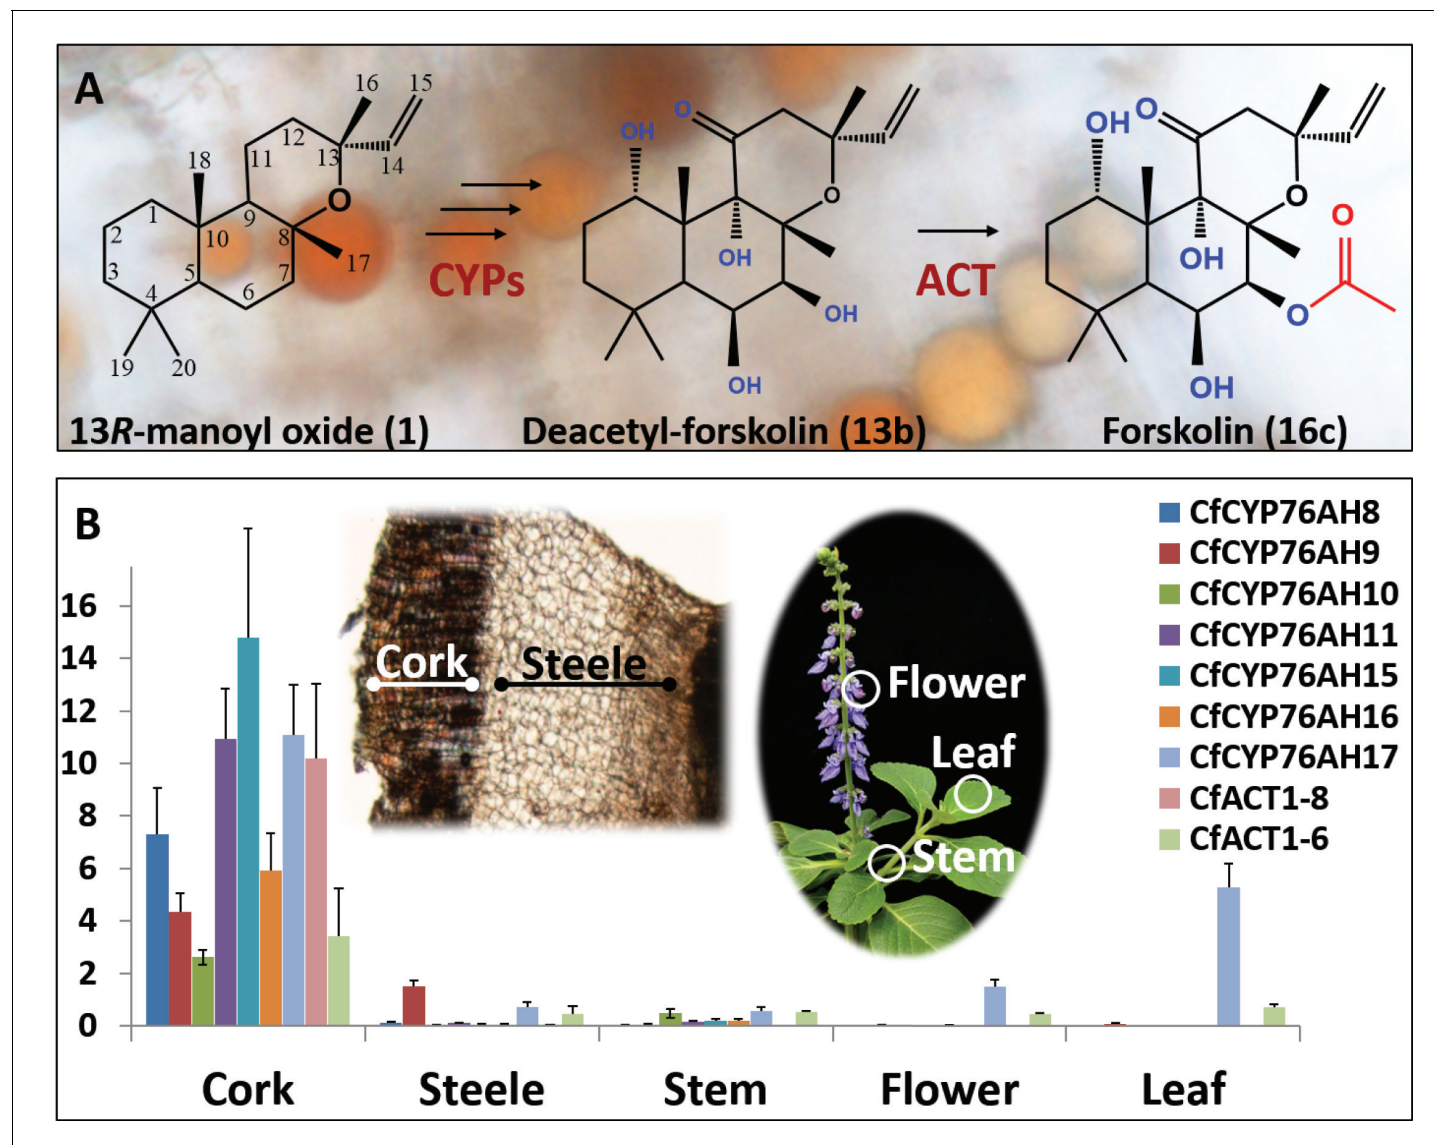 A
16
15
12
11
13
14
18
O
1
9
2
10
8
17
3
5
7
4
6
19
20
CYPs
OH
O
O
OH
OH
OH
ACT
OH
O
O
O
OH
O
OH
13R-manoyl oxide (1)
Deacetyl-forskolin (13b)
Forskolin (16c)
B
16
14
12
10
8
6
4
2
0
Cork
Steele
Flower
Leaf
Stem
CfCYP76AH8
CfCYP76AH9
CfCYP76AH10
CfCYP76AH11
CfCYP76AH15
CfCYP76AH16
CfCYP76AH17
CfACT1-8
CfACT1-6
Cork
Steele
Stem
Flower
Leaf